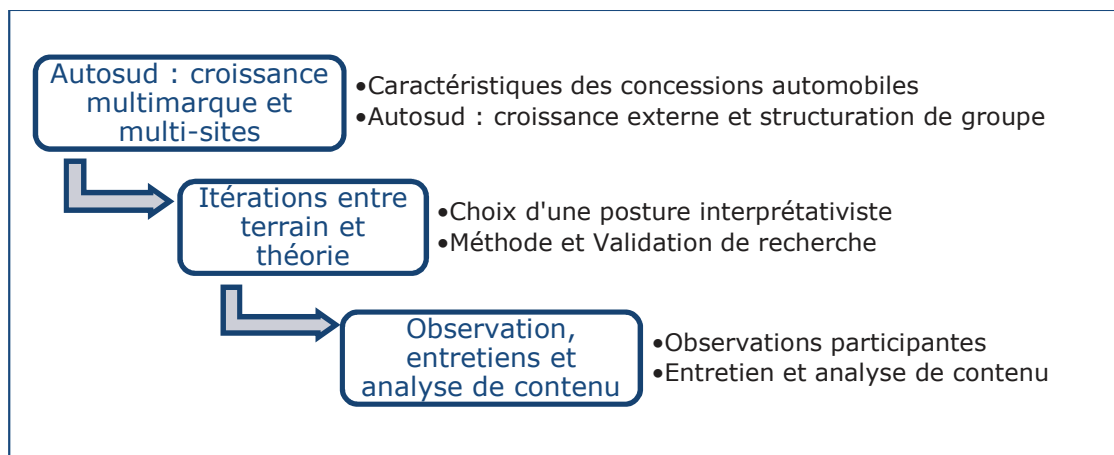 Autosud : croissance
multimarque et
multi-sites
•Caractéristiques des concessions automobiles
•Autosud : croissance externe et structuration de groupe
Itérations entre
terrain et
théorie
•Choix d'une posture interprétativiste
•Méthode et Validation de recherche
Observation,
entretiens et
analyse de contenu
•Observations participantes
•Entretien et analyse de contenu